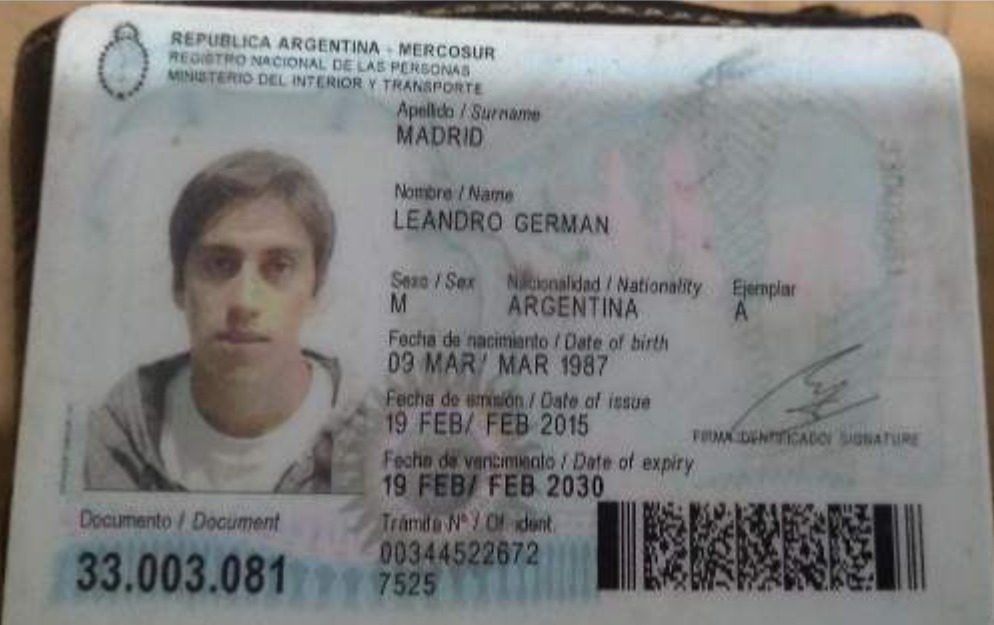 REPUBLICA ARGENTINA - MERCOSUR
REGISTRO NACIONAL DE LAS PERSONAS
MINISTERIO DEL INTERIOR Y TRANSPORTE
Apellido / Surname
MADRID
Nombre / Name
LEANDRO GERMAN
Sexo / Sex Nacionalidad / Nationality Ejemplar
M ARGENTINA A
Fecha de nacimiento / Date of birth
09 MAR/ MAR 1987
Fecha de emisión / Date of issue
19 FEB/ FEB 2015
FIRMA IDENTIFICADO/ SIGNATURE
Fecha de vencimiento / Date of expiry
19 FEB/ FEB 2030
Documento / Document
33.003.081
Trámite Nº / Of. ident.
00344522672
7525